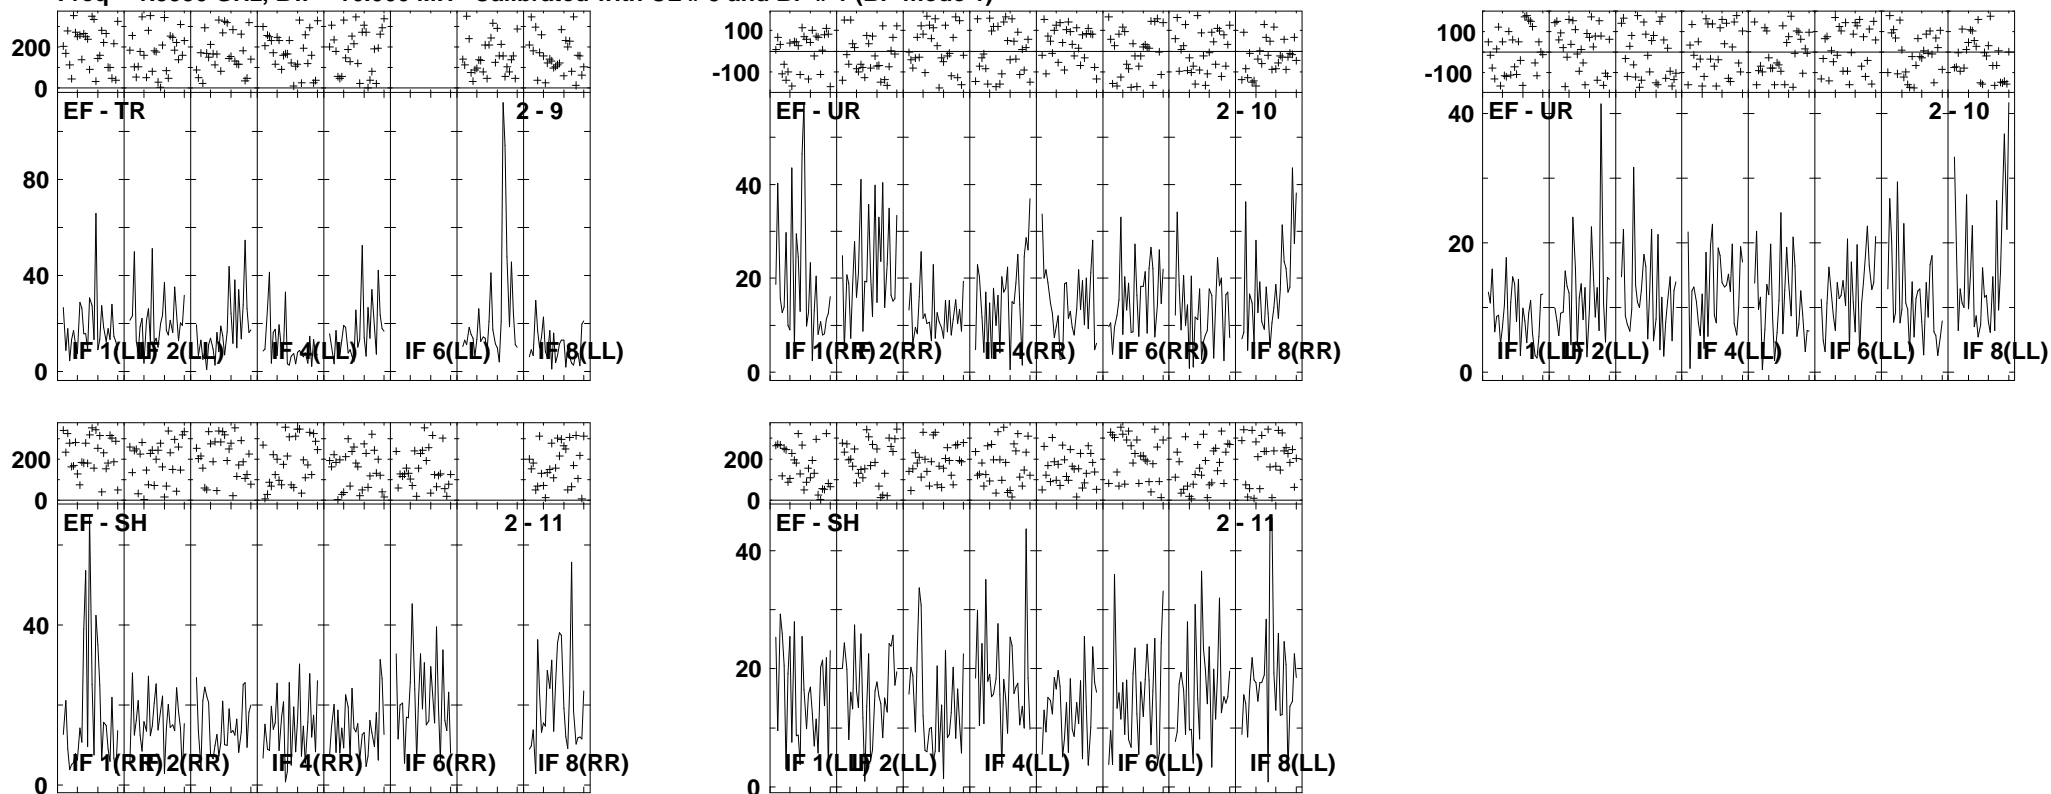 200
0
EF - TR
2 - 9
80
40
0
IF 1(LL)
IF 2(LL)
IF 4(LL)
IF 6(LL)
IF 8(LL)
100
-100
EF - UR
2 - 10
40
20
0
IF 1(RR)
IF 2(RR)
IF 4(RR)
IF 6(RR)
IF 8(RR)
100
-100
EF - UR
2 - 10
40
20
0
IF 1(LL)
IF 2(LL)
IF 4(LL)
IF 6(LL)
IF 8(LL)
200
0
EF - SH
2 - 11
40
0
IF 1(RR)
IF 2(RR)
IF 4(RR)
IF 6(RR)
IF 8(RR)
200
0
EF - SH
2 - 11
40
20
0
IF 1(LL)
IF 2(LL)
IF 4(LL)
IF 6(LL)
IF 8(LL)